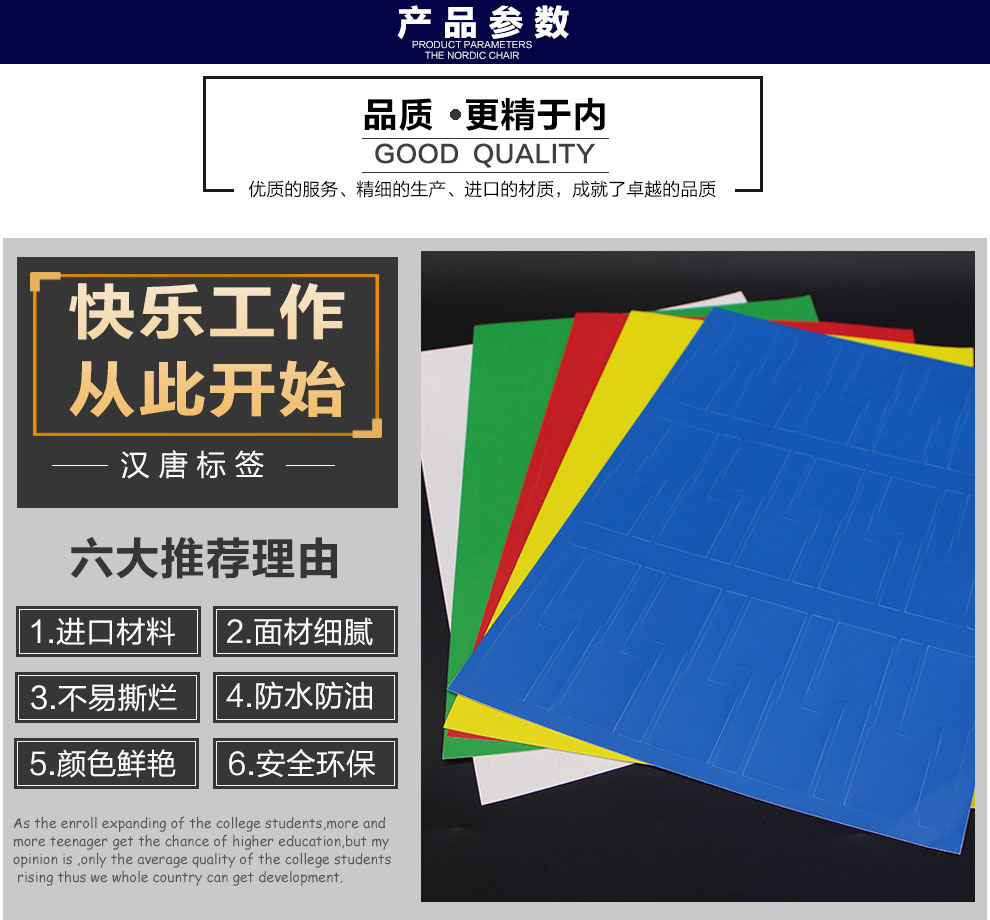 产品参数
PRODUCT PARAMETERS
THE NORDIC CHAIR
品质·更精于内
GOOD QUALITY
优质的服务、精细的生产、进口的材质，成就了卓越的品质
快乐工作
从此开始
汉唐标签
六大推荐理由
1.进口材料
2.面材细腻
3.不易撕烂
4.防水防油
5.颜色鲜艳
6.安全环保
As the enroll expanding of the college students,more and
more teenager get the chance of higher education,but my
opinion is ,only the average quality of the college students
rising thus we whole country can get development.